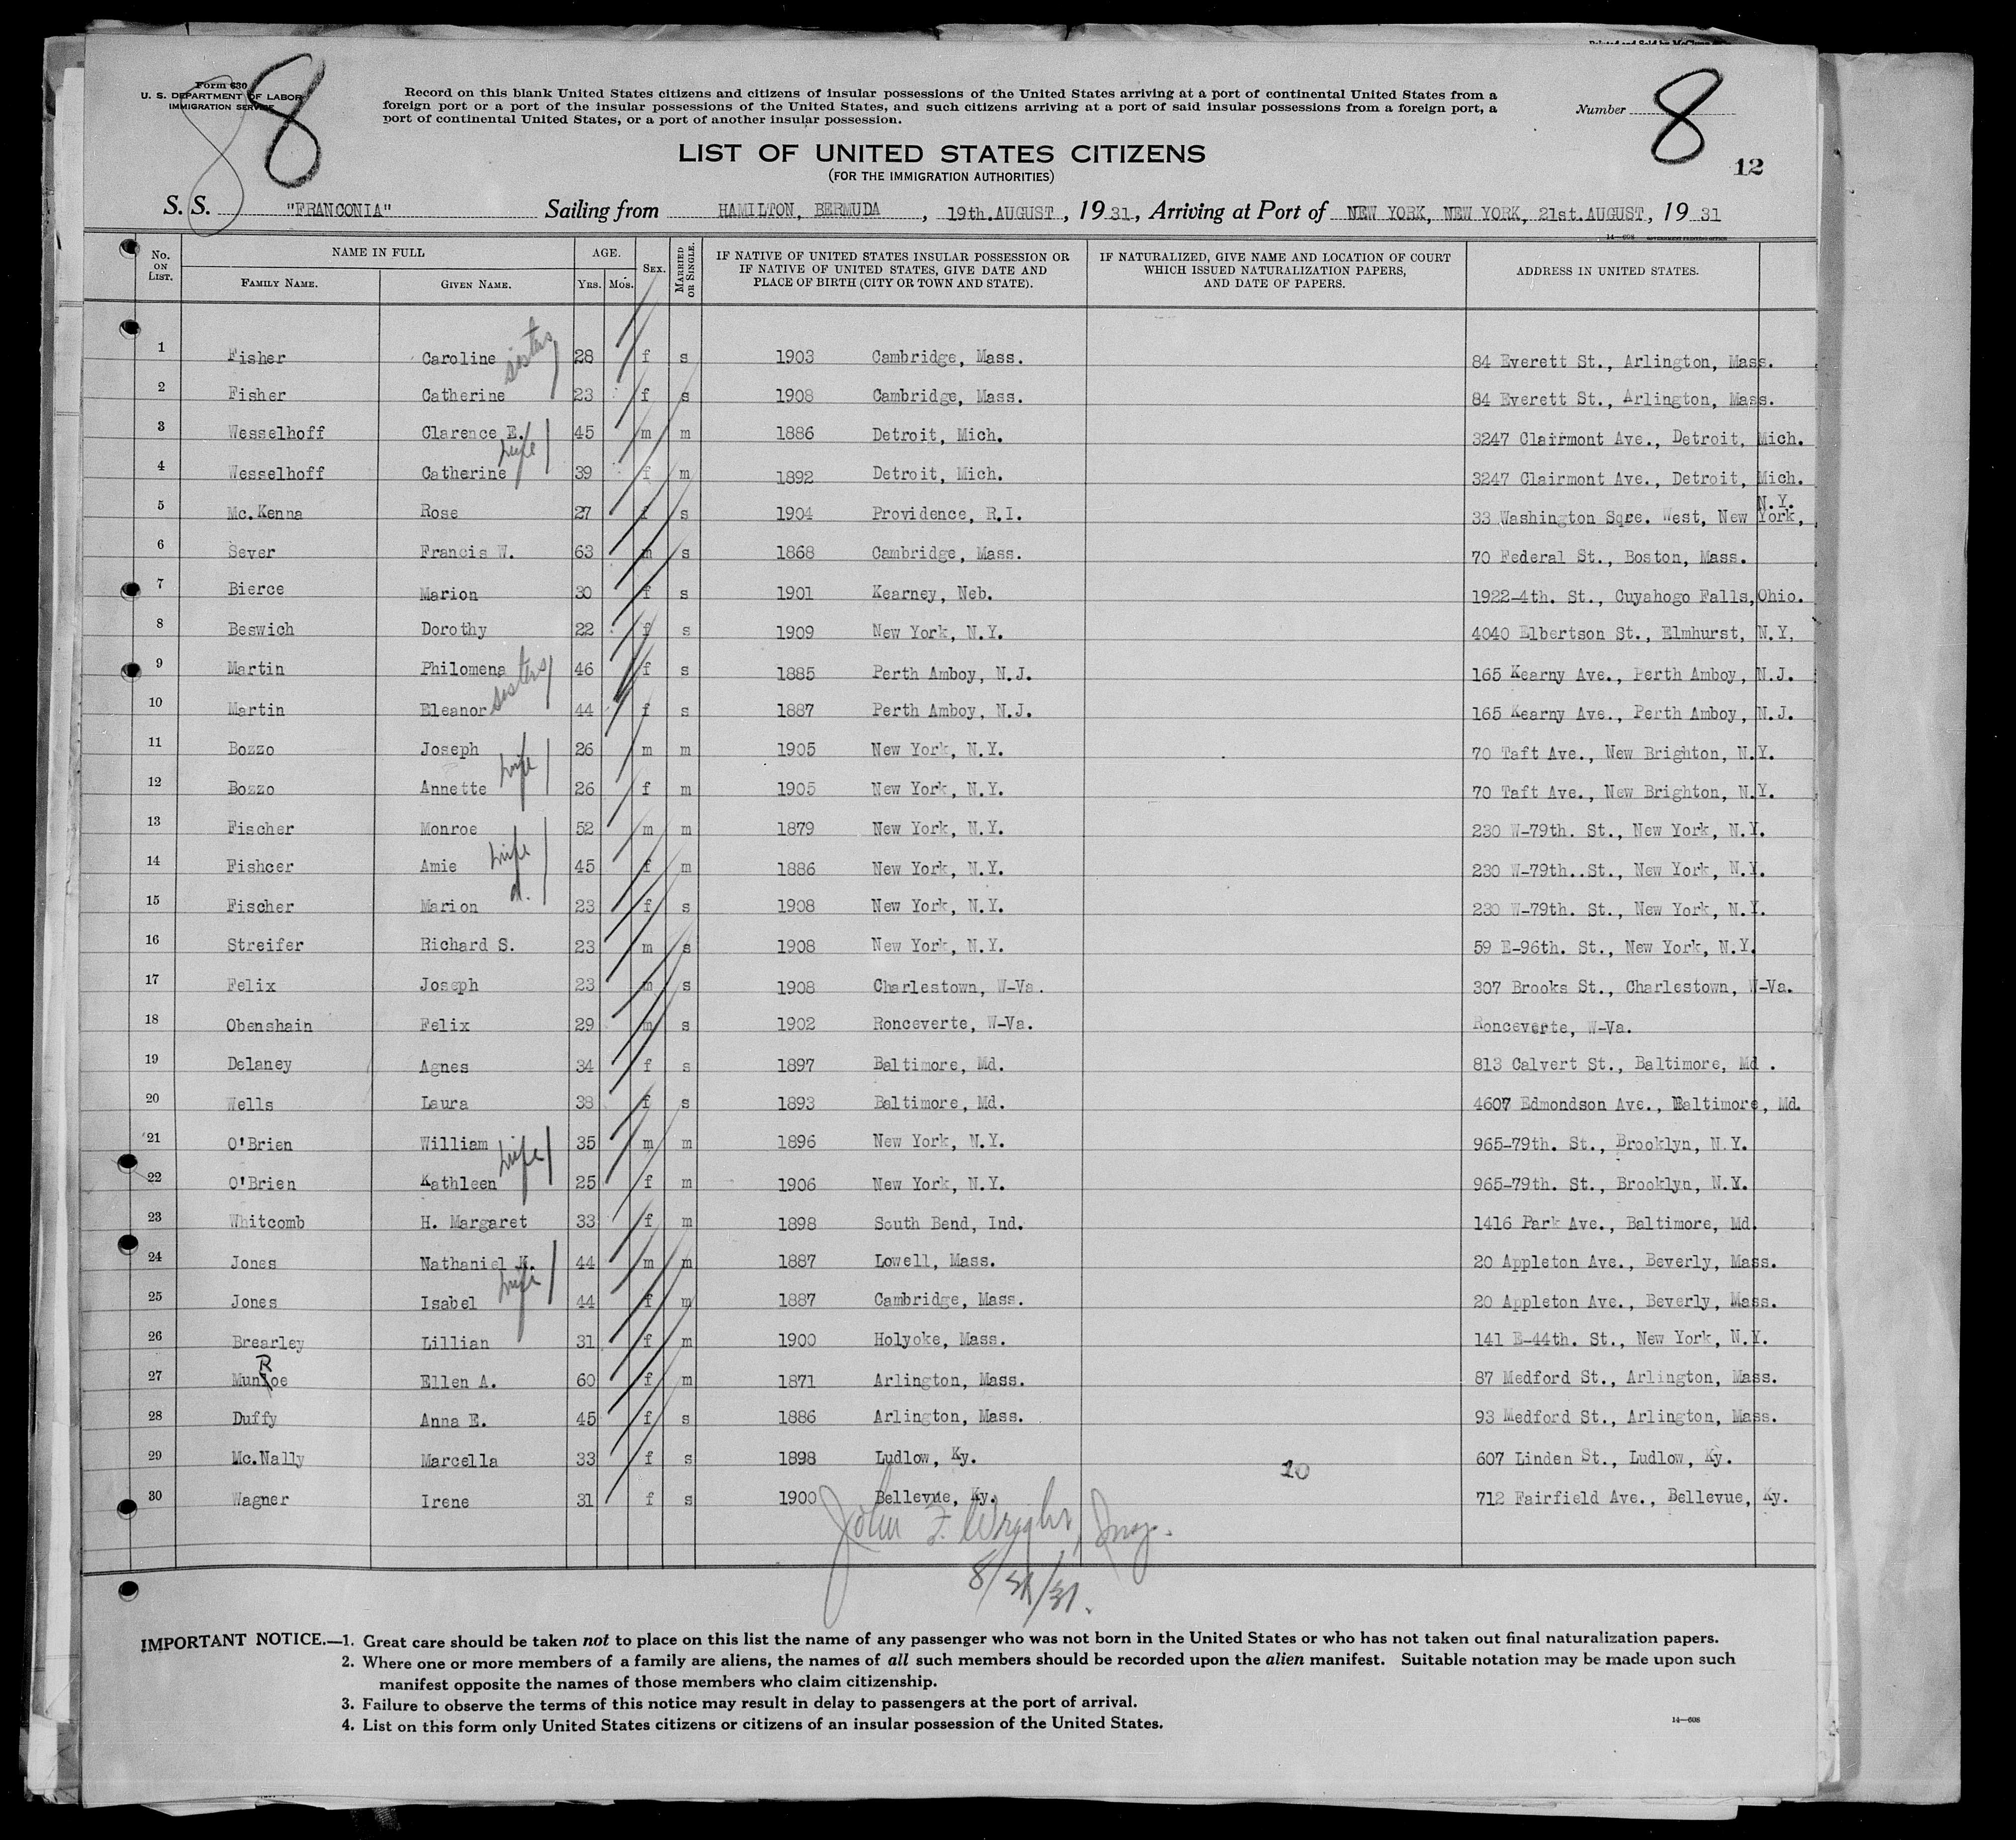 Form 630
U. S. DEPARTMENT OF LABOR
IMMIGRATION SERVICE
8
Record on this blank United States citizens and citizens of insular possessions of the United States arriving at a port of continental United States from a
foreign port or a port of the insular possessions of the United States, and such citizens arriving at a port of said insular possessions from a foreign port, a
port of continental United States, or a port of another insular possession.
Number 8
12
LIST OF UNITED STATES CITIZENS
(FOR THE IMMIGRATION AUTHORITIES)
S. S. "FRANCONIA" Sailing from HAMILTON, BERMUDA, 19th. AUGUST, 1931, Arriving at Port of NEW YORK, NEW YORK, 21st. AUGUST, 1931
14—608 GOVERNMENT PRINTING OFFICE
No. ON LIST. NAME IN FULL FAMILY NAME. GIVEN NAME. AGE. Yrs. Mos. SEX. MARRIED OR SINGLE. IF NATIVE OF UNITED STATES INSULAR POSSESSION OR IF NATIVE OF UNITED STATES, GIVE DATE AND PLACE OF BIRTH (CITY OR TOWN AND STATE). IF NATURALIZED, GIVE NAME AND LOCATION OF COURT WHICH ISSUED NATURALIZATION PAPERS, AND DATE OF PAPERS. ADDRESS IN UNITED STATES.
1 Fisher Caroline sisters 28 f s 1903 Cambridge, Mass. 84 Everett St., Arlington, Mass.
2 Fisher Catherine 23 f s 1908 Cambridge, Mass. 84 Everett St., Arlington, Mass.
3 Wesselhoff Clarence E. 45 m m 1886 Detroit, Mich. 3247 Clairmont Ave., Detroit, Mich.
4 Wesselhoff Catherine wife 39 f m 1892 Detroit, Mich. 3247 Clairmont Ave., Detroit, Mich.
5 Mc.Kenna Rose 27 f s 1904 Providence, R.I. 33 Washington Sqre. West, New York, N.Y.
6 Sever Francis W. 63 m s 1868 Cambridge, Mass. 70 Federal St., Boston, Mass.
7 Bierce Marion 30 f s 1901 Kearney, Neb. 1922-4th. St., Cuyahogo Falls, Ohio.
8 Beswich Dorothy 22 f s 1909 New York, N.Y. 4040 Elbertson St., Elmhurst, N.Y.
9 Martin Philomena sisters 46 f s 1885 Perth Amboy, N.J. 165 Kearny Ave., Perth Amboy, N.J.
10 Martin Eleanor 44 f s 1887 Perth Amboy, N.J. 165 Kearny Ave., Perth Amboy, N.J.
11 Bozzo Joseph 26 m m 1905 New York, N.Y. 70 Taft Ave., New Brighton, N.Y.
12 Bozzo Annette wife 26 f m 1905 New York, N.Y. 70 Taft Ave., New Brighton, N.Y.
13 Fischer Monroe 52 m m 1879 New York, N.Y. 230 W-79th. St., New York, N.Y.
14 Fishcer Amie wife 45 f m 1886 New York, N.Y. 230 W-79th..St., New York, N.Y.
15 Fischer Marion d. 23 f s 1908 New York, N.Y. 230 W-79th. St., New York, N.Y.
16 Streifer Richard S. 23 m s 1908 New York, N.Y. 59 E-96th. St., New York, N.Y.
17 Felix Joseph 23 m s 1908 Charlestown, W-Va. 307 Brooks St., Charlestown, W-Va.
18 Obenshain Felix 29 m s 1902 Ronceverte, W-Va. Ronceverte, W-Va.
19 Delaney Agnes 34 f s 1897 Baltimore, Md. 813 Calvert St., Baltimore, Md .
20 Wells Laura 38 f s 1893 Baltimore, Md. 4607 Edmondson Ave., Baltimore, Md.
21 O'Brien William 35 m m 1896 New York, N.Y. 965-79th. St., Brooklyn, N.Y.
22 O'Brien Kathleen wife 25 f m 1906 New York, N.Y. 965-79th. St., Brooklyn, N.Y.
23 Whitcomb H. Margaret 33 f m 1898 South Bend, Ind. 1416 Park Ave., Baltimore, Md.
24 Jones Nathaniel K. 44 m m 1887 Lowell, Mass. 20 Appleton Ave., Beverly, Mass.
25 Jones Isabel wife 44 f m 1887 Cambridge, Mass. 20 Appleton Ave., Beverly, Mass.
26 Brearley Lillian 31 f m 1900 Holyoke, Mass. 141 E-44th. St., New York, N.Y.
27 MunRoe Ellen A. 60 f m 1871 Arlington, Mass. 87 Medford St., Arlington, Mass.
28 Duffy Anna E. 45 f s 1886 Arlington, Mass. 93 Medford St., Arlington, Mass.
29 Mc.Nally Marcella 33 f s 1898 Ludlow, Ky. 607 Linden St., Ludlow, Ky.
10
30 Wagner Irene 31 f s 1900 Bellevue, Ky. 712 Fairfield Ave., Bellevue, Ky.
John F. Wright, Insp.
8/21/31.
IMPORTANT NOTICE.—1. Great care should be taken not to place on this list the name of any passenger who was not born in the United States or who has not taken out final naturalization papers.
2. Where one or more members of a family are aliens, the names of all such members should be recorded upon the alien manifest. Suitable notation may be made upon such
manifest opposite the names of those members who claim citizenship.
3. Failure to observe the terms of this notice may result in delay to passengers at the port of arrival.
4. List on this form only United States citizens or citizens of an insular possession of the United States.
14—608